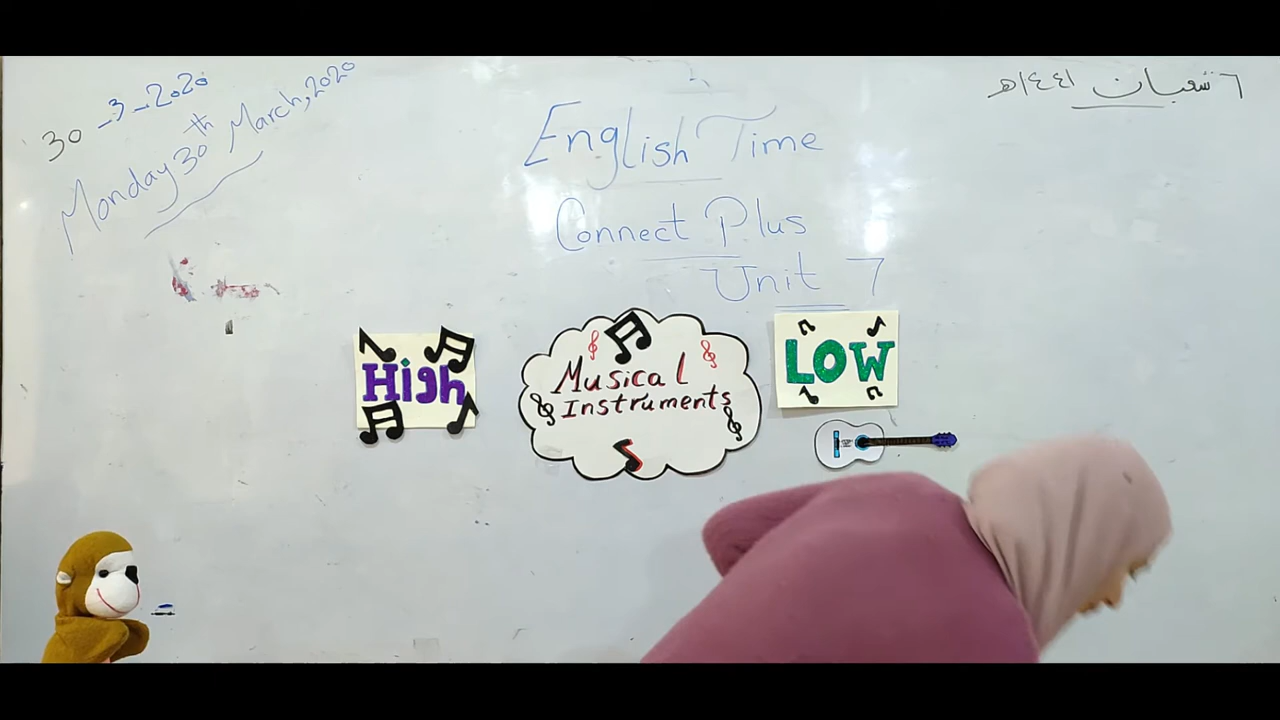 30-3-2020
Monday 30th March, 2020
٦ شعبان ١٤٤١هـ
English Time
Connect Plus
Unit 7
High
Musical
Instruments
LOW